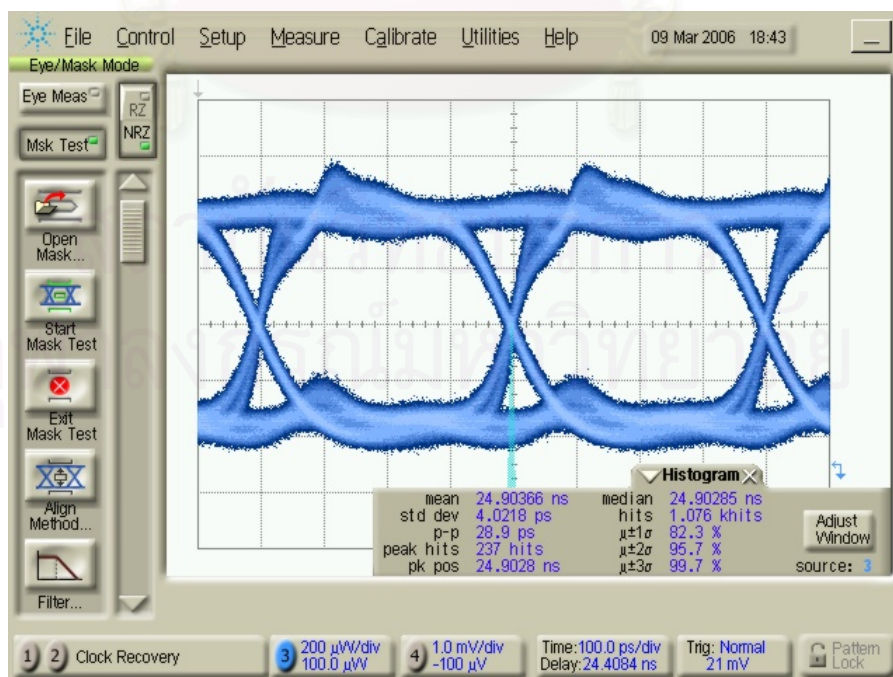 File Control Setup Measure Calibrate Utilities Help 09 Mar 2006 18:43
Eye/Mask Mode
Eye Meas
RZ
NRZ
Msk Test
Open
Mask...
Start
Mask Test
Exit
Mask Test
Align
Method...
Filter...
Histogram
mean 24.90366 ns median 24.90285 ns
std dev 4.0218 ps hits 1.076 khits
p-p 28.9 ps μ±1σ 82.3 %
peak hits 237 hits μ±2σ 95.7 %
pk pos 24.9028 ns μ±3σ 99.7 %
Adjust
Window
source: 3
1 2 Clock Recovery
3 200 μW/div
100.0 μW
4 1.0 mV/div
-100 μV
Time:100.0 ps/div
Delay:24.4084 ns
Trig: Normal
21 mV
Pattern
Lock